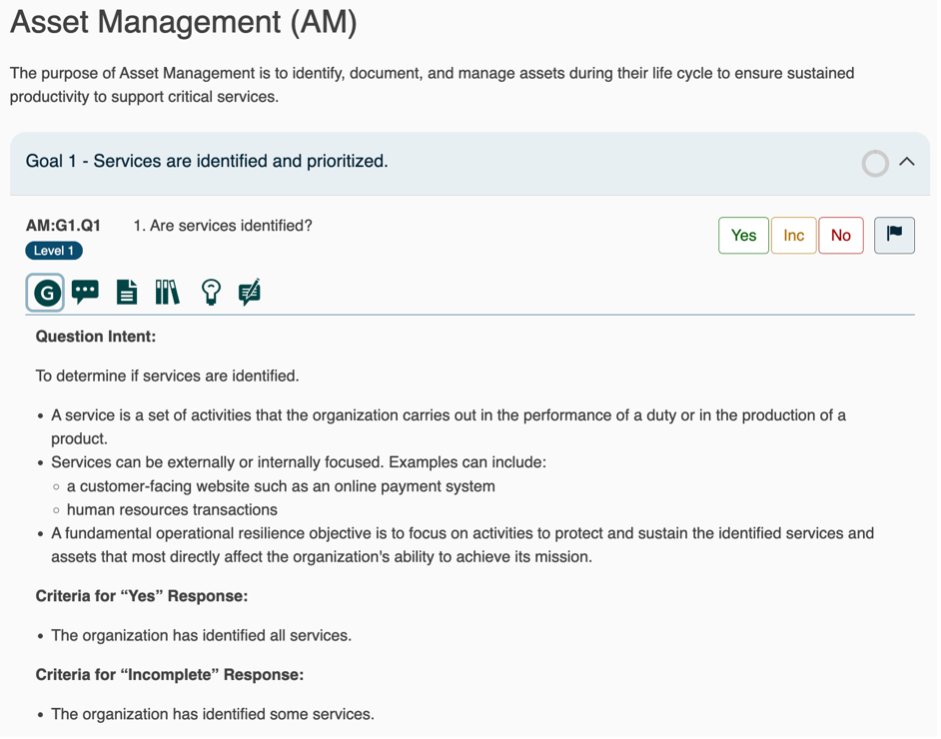 Asset Management (AM)
The purpose of Asset Management is to identify, document, and manage assets during their life cycle to ensure sustained
productivity to support critical services.
Goal 1 - Services are identified and prioritized.
AM:G1.Q1 1. Are services identified?
Yes Inc No
Level 1
G
Question Intent:
To determine if services are identified.
• A service is a set of activities that the organization carries out in the performance of a duty or in the production of a
product.
• Services can be externally or internally focused. Examples can include:
◦ a customer-facing website such as an online payment system
◦ human resources transactions
• A fundamental operational resilience objective is to focus on activities to protect and sustain the identified services and
assets that most directly affect the organization's ability to achieve its mission.
Criteria for “Yes” Response:
• The organization has identified all services.
Criteria for “Incomplete” Response:
• The organization has identified some services.